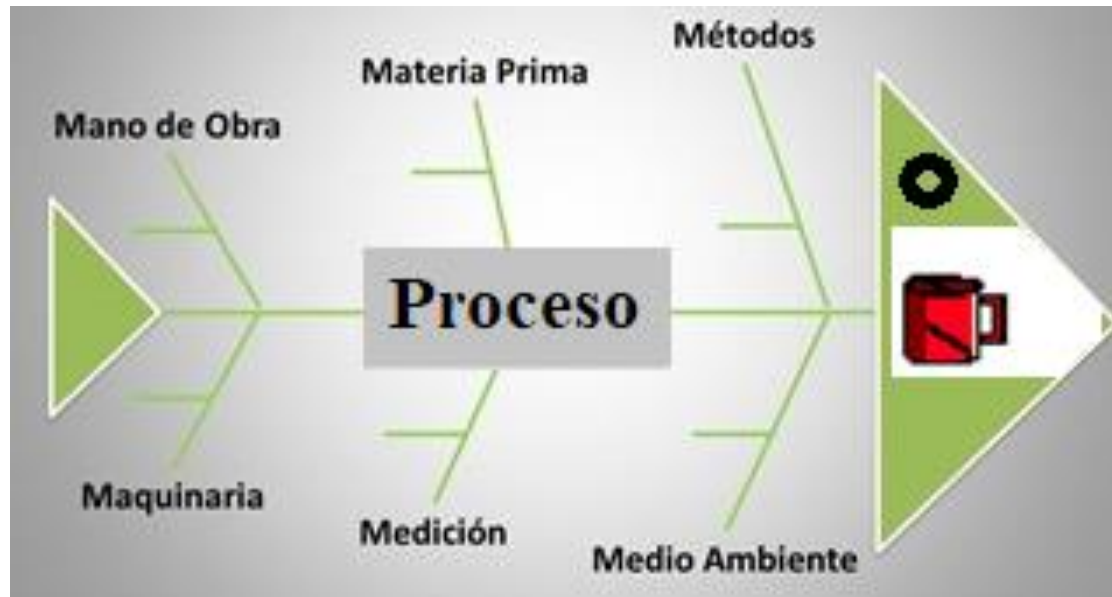 Métodos
Materia Prima
Mano de Obra
Proceso
Maquinaria
Medición
Medio Ambiente